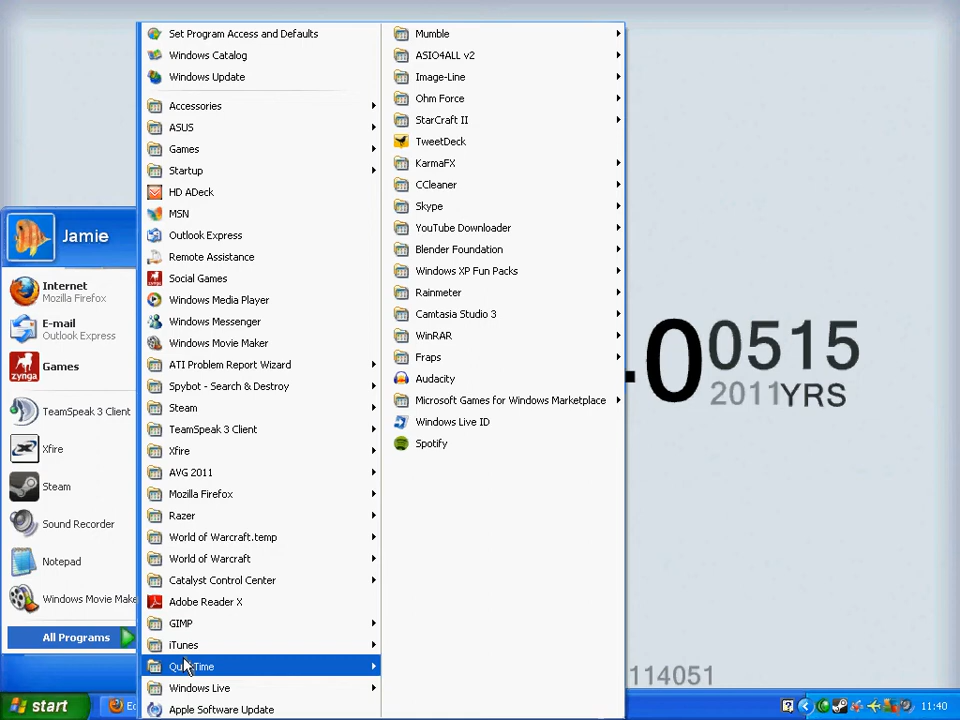 Set Program Access and Defaults
Windows Catalog
Windows Update
Accessories
ASUS
Games
Startup
HD ADeck
MSN
Outlook Express
Remote Assistance
Social Games
Windows Media Player
Windows Messenger
Windows Movie Maker
ATI Problem Report Wizard
Spybot - Search & Destroy
Steam
TeamSpeak 3 Client
Xfire
AVG 2011
Mozilla Firefox
Razer
World of Warcraft.temp
World of Warcraft
Catalyst Control Center
Adobe Reader X
GIMP
iTunes
QuickTime
Windows Live
Apple Software Update
Mumble
ASIO4ALL v2
Image-Line
Ohm Force
StarCraft II
TweetDeck
KarmaFX
CCleaner
Skype
YouTube Downloader
Blender Foundation
Windows XP Fun Packs
Rainmeter
Camtasia Studio 3
WinRAR
Fraps
Audacity
Microsoft Games for Windows Marketplace
Windows Live ID
Spotify
Jamie
Internet
Mozilla Firefox
E-mail
Outlook Express
zynga
Games
TeamSpeak 3 Client
Xfire
Steam
Sound Recorder
Notepad
Windows Movie Make
All Programs
start
11:40
0 0515
2011YRS
114051